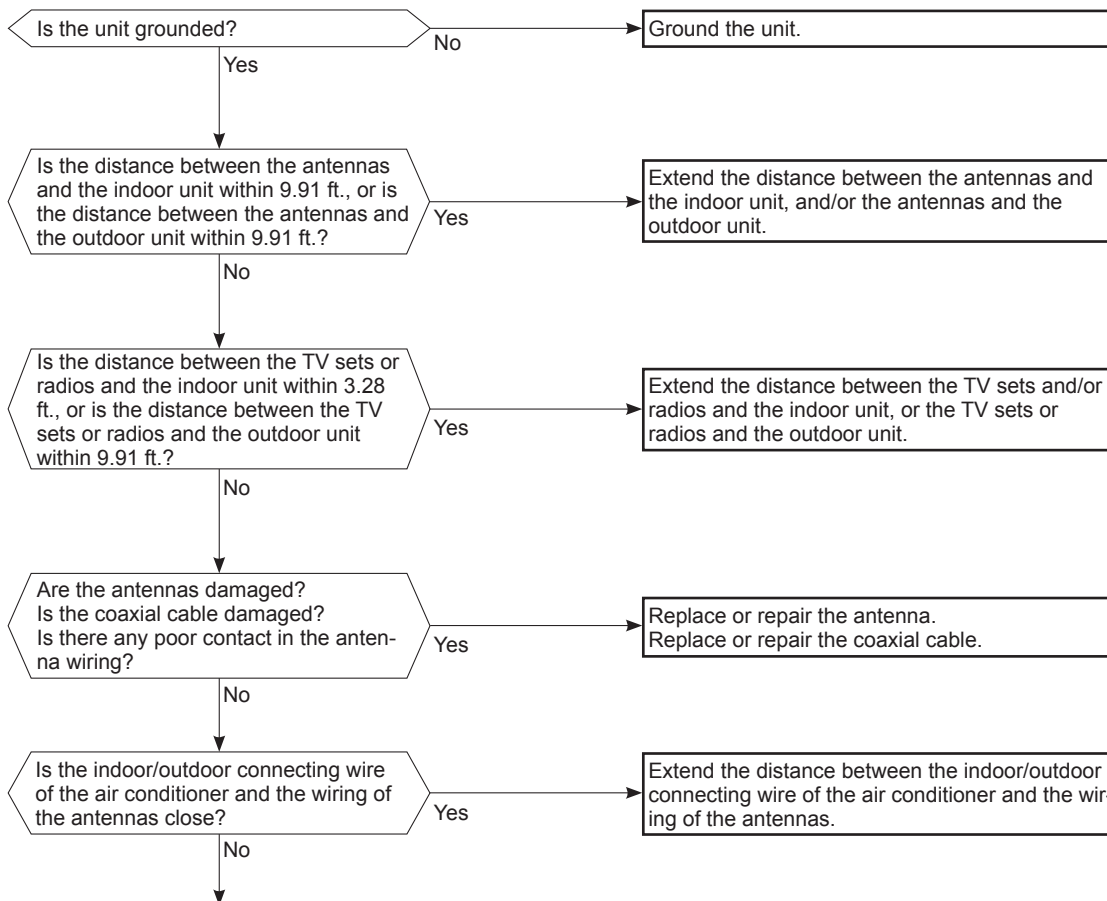 Is the unit grounded?
No
Ground the unit.
Yes
Is the distance between the antennas
and the indoor unit within 9.91 ft., or is
the distance between the antennas and
the outdoor unit within 9.91 ft.?
Yes
Extend the distance between the antennas and
the indoor unit, and/or the antennas and the
outdoor unit.
No
Is the distance between the TV sets or
radios and the indoor unit within 3.28
ft., or is the distance between the TV
sets or radios and the outdoor unit
within 9.91 ft.?
Yes
Extend the distance between the TV sets and/or
radios and the indoor unit, or the TV sets or
radios and the outdoor unit.
No
Are the antennas damaged?
Is the coaxial cable damaged?
Is there any poor contact in the anten-
na wiring?
Yes
Replace or repair the antenna.
Replace or repair the coaxial cable.
No
Is the indoor/outdoor connecting wire
of the air conditioner and the wiring of
the antennas close?
Yes
Extend the distance between the indoor/outdoor
connecting wire of the air conditioner and the wir-
ing of the antennas.
No